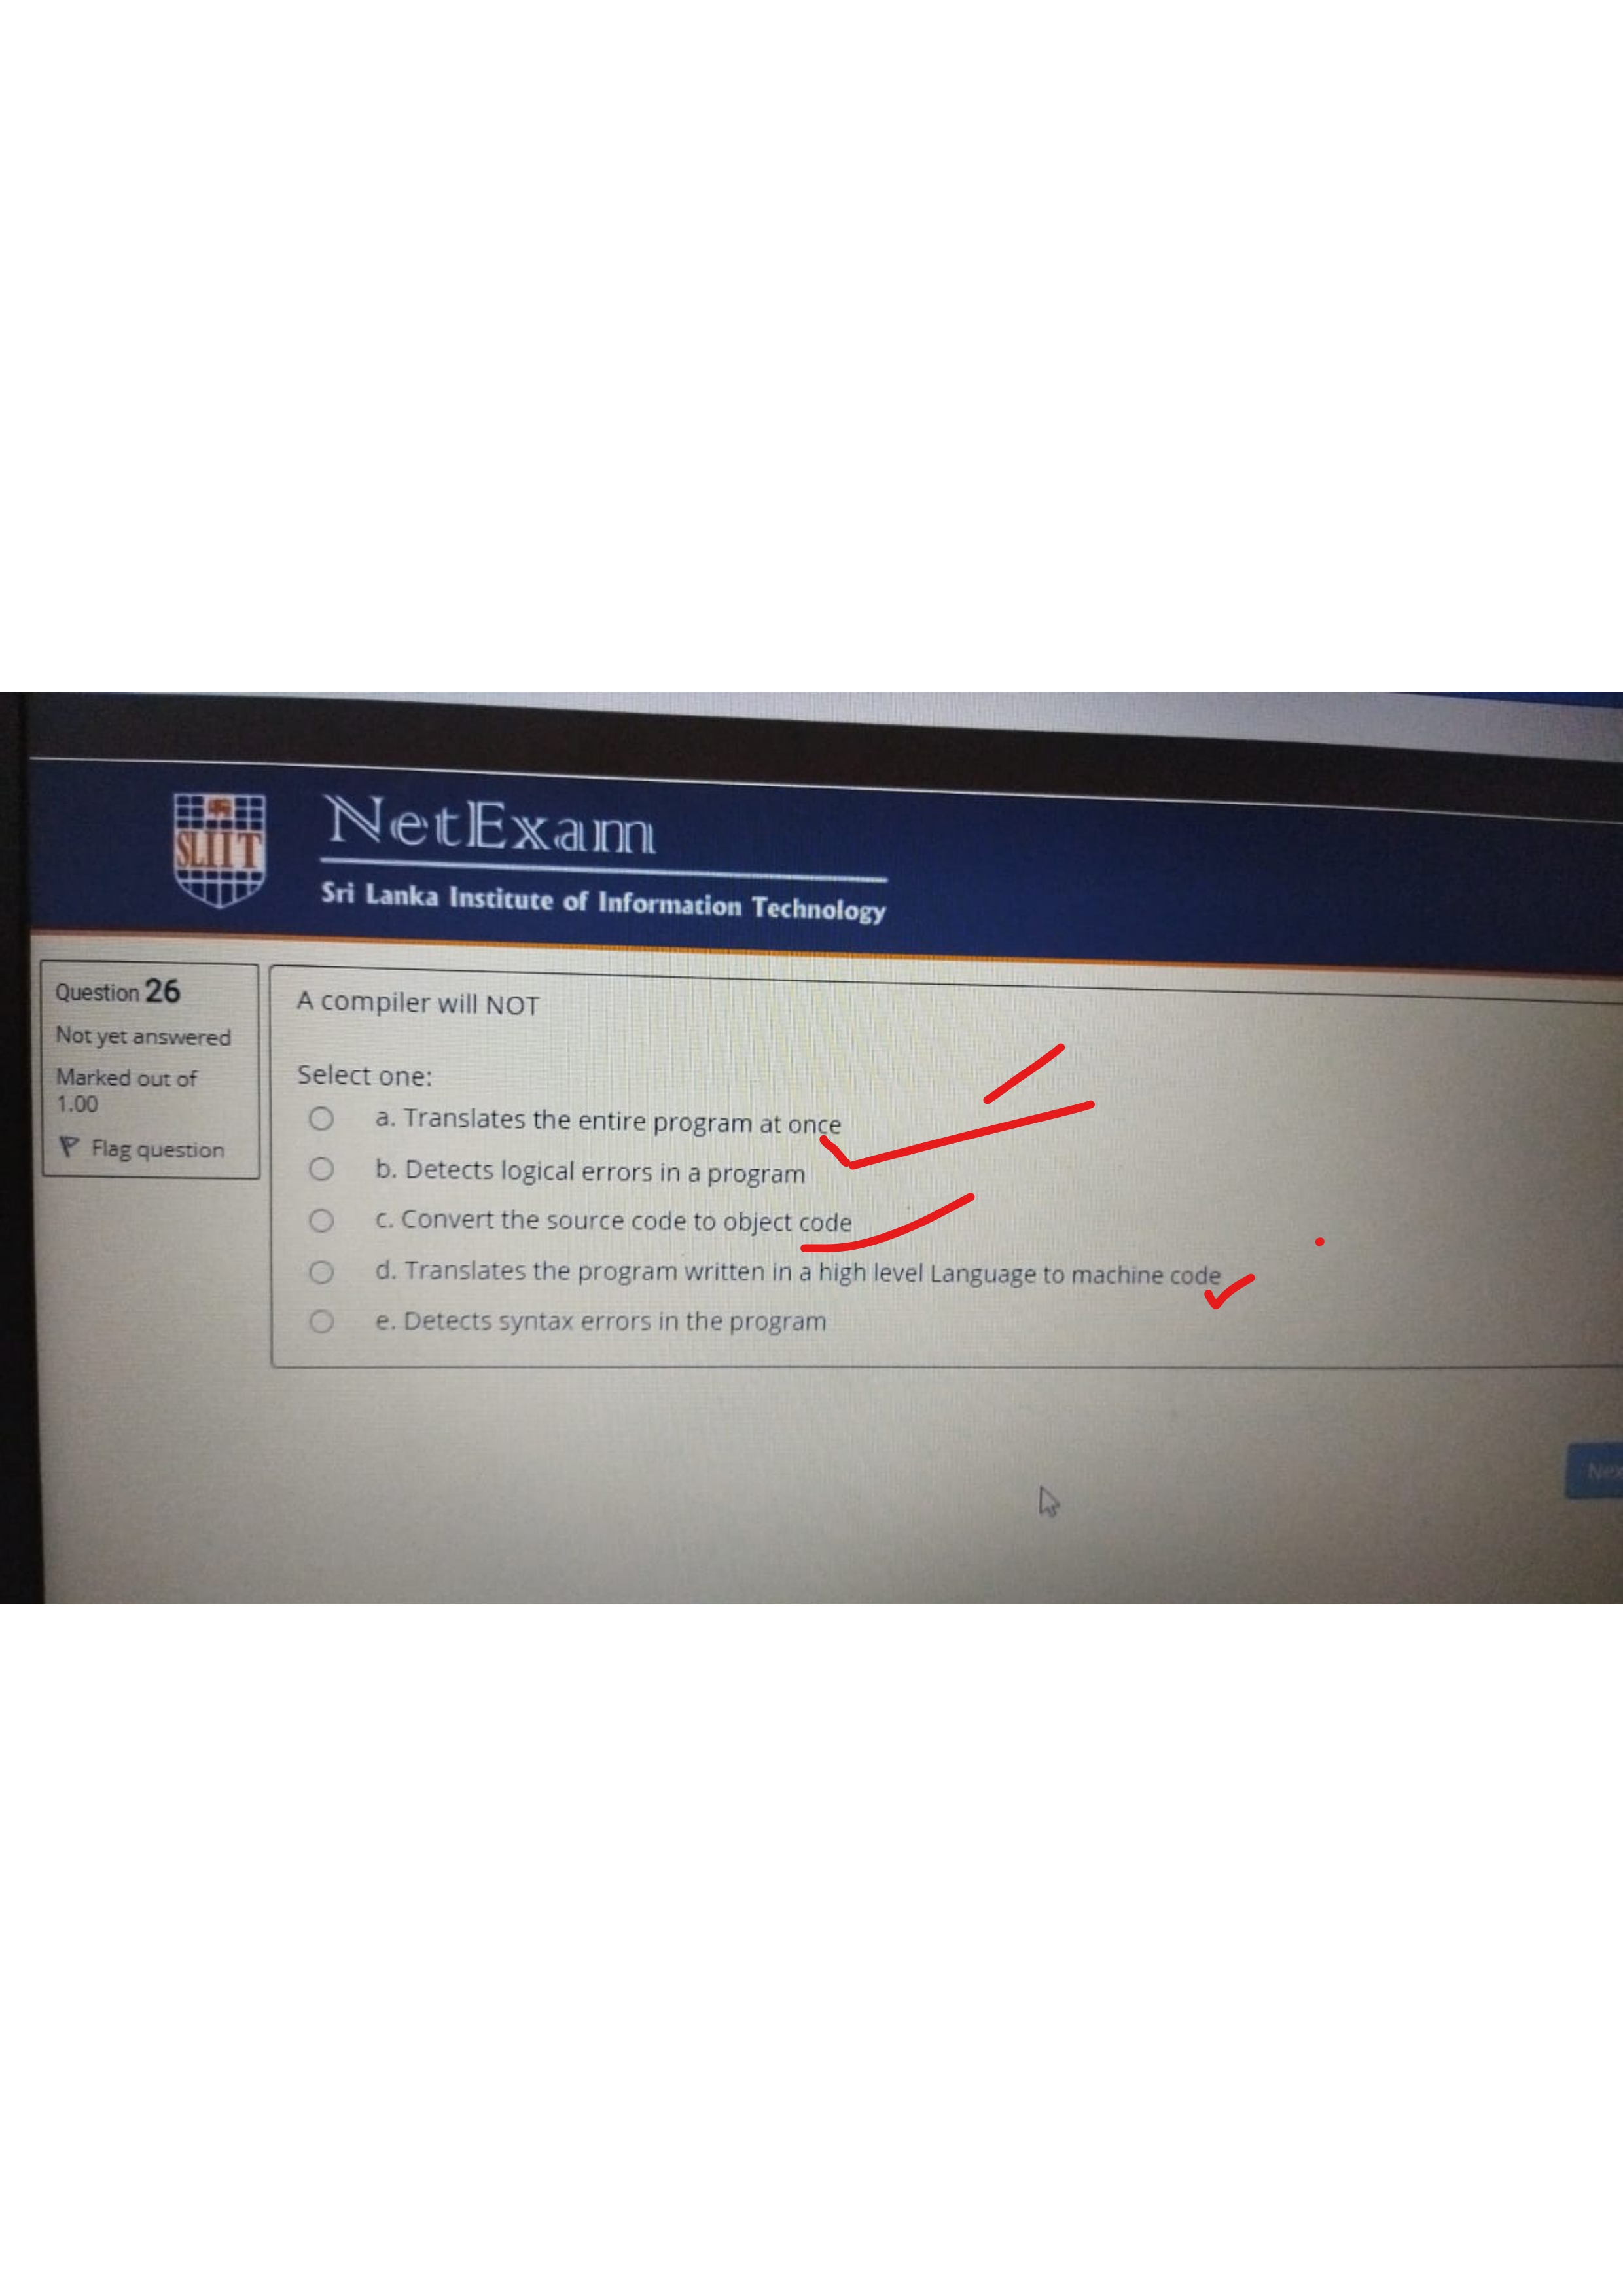 SLIIT
NetExam
Sri Lanka Institute of Information Technology
Question 26
Not yet answered
Marked out of
1.00
Flag question
A compiler will NOT
Select one:
a. Translates the entire program at once
b. Detects logical errors in a program
c. Convert the source code to object code
d. Translates the program written in a high level Language to machine code
e. Detects syntax errors in the program